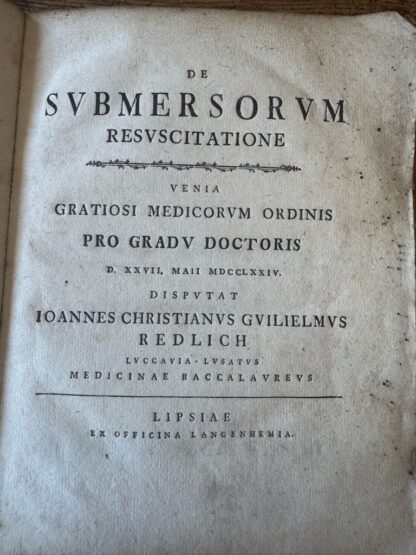 DE
SVBMERSORVM
RESVSCITATIONE
VENIA
GRATIOSI MEDICORVM ORDINIS
PRO GRADV DOCTORIS
D. XXVII. MAII MDCCLXXIV.
DISPVTAT
IOANNES CHRISTIANVS GVILIELMVS
REDLICH
LVCCAVIA-LVSATVS
MEDICINAE BACCALAVREVS
LIPSIAE
EX OFFICINA LANGENHEMIA.